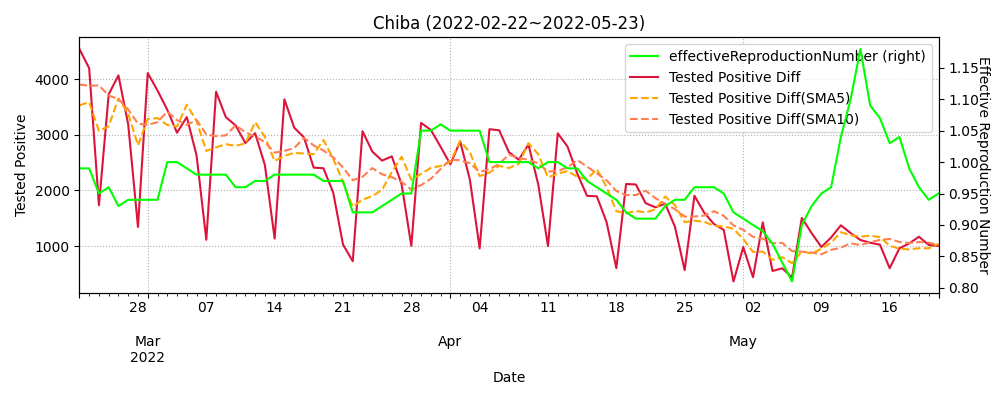 Chiba (2022-02-22~2022-05-23)
effectiveReproductionNumber (right)
Tested Positive Diff
Tested Positive Diff(SMA5)
Tested Positive Diff(SMA10)
Tested Positive
4000
3000
2000
1000
Effective Reproduction Number
1.15
1.10
1.05
1.00
0.95
0.90
0.85
0.80
28 07 14 21 28 04 11 18 25 02 09 16
Mar Apr May
2022
Date